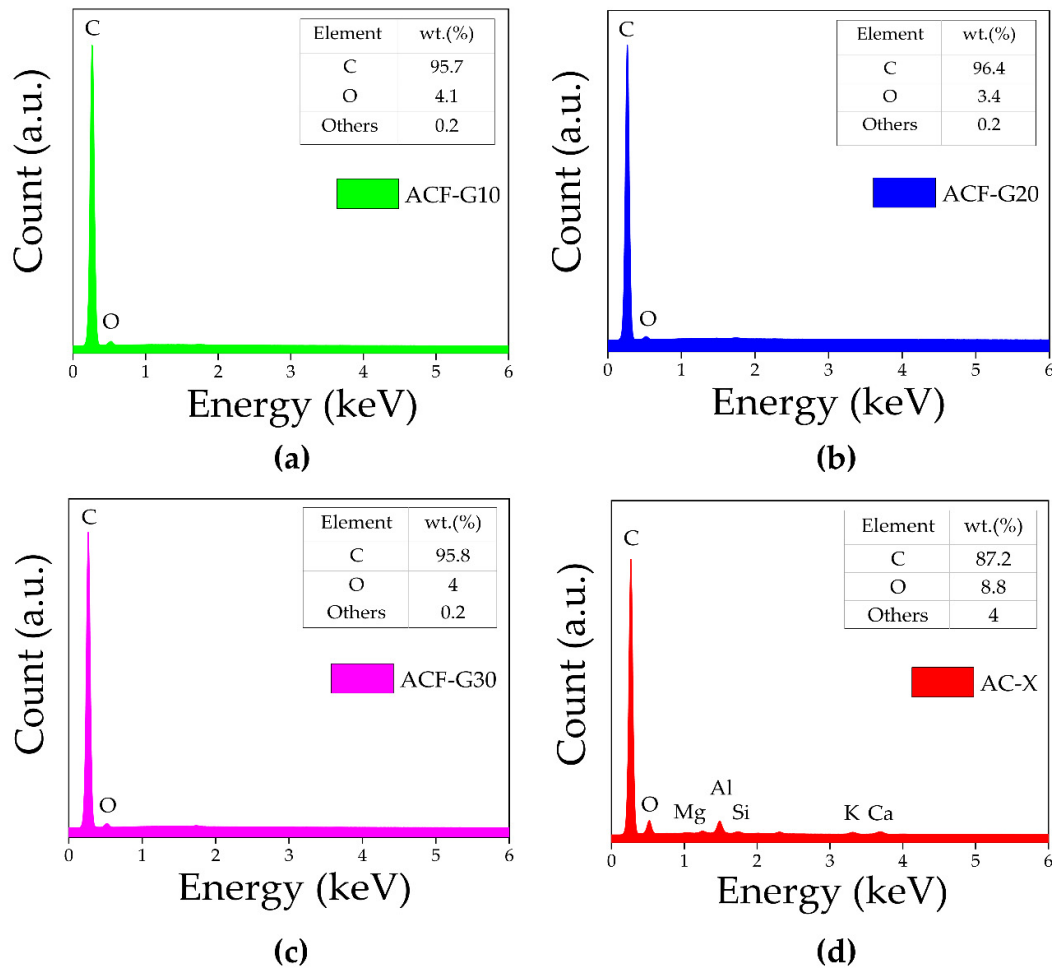 C
Element wt.(%)
C 95.7
O 4.1
Others 0.2
ACF-G10
O
Count (a.u.)
0 1 2 3 4 5 6
Energy (keV)
(a)
C
Element wt.(%)
C 96.4
O 3.4
Others 0.2
ACF-G20
O
Count (a.u.)
0 1 2 3 4 5 6
Energy (keV)
(b)
C
Element wt.(%)
C 95.8
O 4
Others 0.2
ACF-G30
O
Count (a.u.)
0 1 2 3 4 5 6
Energy (keV)
(c)
C
Element wt.(%)
C 87.2
O 8.8
Others 4
AC-X
O Mg Al Si K Ca
Count (a.u.)
0 1 2 3 4 5 6
Energy (keV)
(d)